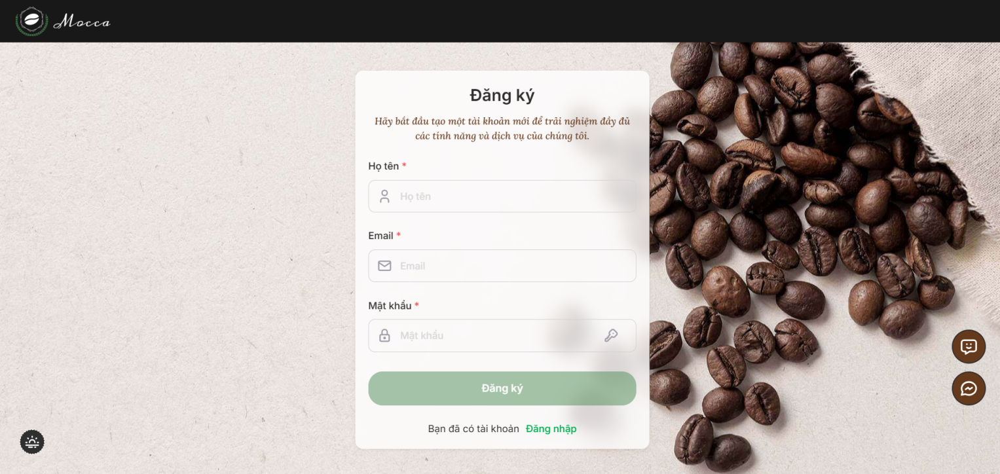 Mocca
Đăng ký
Hãy bắt đầu tạo một tài khoản mới để trải nghiệm đầy đủ
các tính năng và dịch vụ của chúng tôi.
Họ tên *
Họ tên
Email *
Email
Mật khẩu *
Mật khẩu
Đăng ký
Bạn đã có tài khoản Đăng nhập